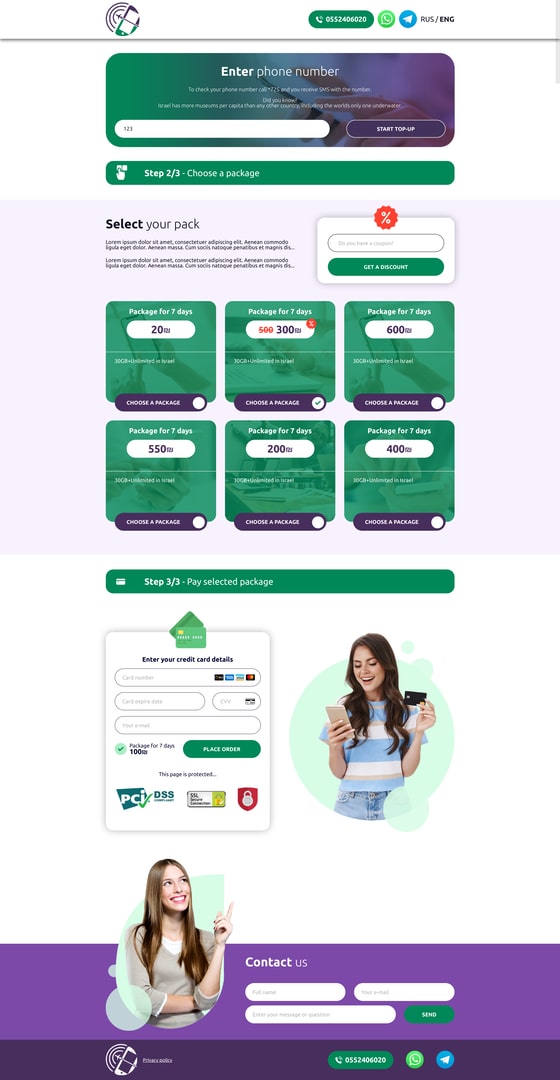 0552406020
RUS / ENG
Enter phone number
To check your phone number call *725 and you receive SMS with the number.
Did you know?
Israel has more museums per capita than any other country, including the worlds only one underwater.
123
START TOP-UP
Step 2/3 - Choose a package
Select your pack
Lorem ipsum dolor sit amet, consectetuer adipiscing elit. Aenean commodo
ligula eget dolor. Aenean massa. Cum sociis natoque penatibus et magnis dis...
Lorem ipsum dolor sit amet, consectetuer adipiscing elit. Aenean commodo
ligula eget dolor. Aenean massa. Cum sociis natoque penatibus et magnis dis...
%
Do you have a coupon?
GET A DISCOUNT
Package for 7 days
20₪
30GB+Unlimited in Israel
CHOOSE A PACKAGE
Package for 7 days
500 300₪
%
30GB+Unlimited in Israel
CHOOSE A PACKAGE
Package for 7 days
600₪
30GB+Unlimited in Israel
CHOOSE A PACKAGE
Package for 7 days
550₪
30GB+Unlimited in Israel
CHOOSE A PACKAGE
Package for 7 days
200₪
30GB+Unlimited in Israel
CHOOSE A PACKAGE
Package for 7 days
400₪
30GB+Unlimited in Israel
CHOOSE A PACKAGE
Step 3/3 - Pay selected package
Enter your credit card details
Card number
Card expire date
CVV
Your e-mail
Package for 7 days
100₪
PLACE ORDER
This page is protected...
PCI DSS
COMPLIANT
SSL
Secure
Connection
Contact us
Full name
Your e-mail
Enter your message or question
SEND
Privacy policy
0552406020